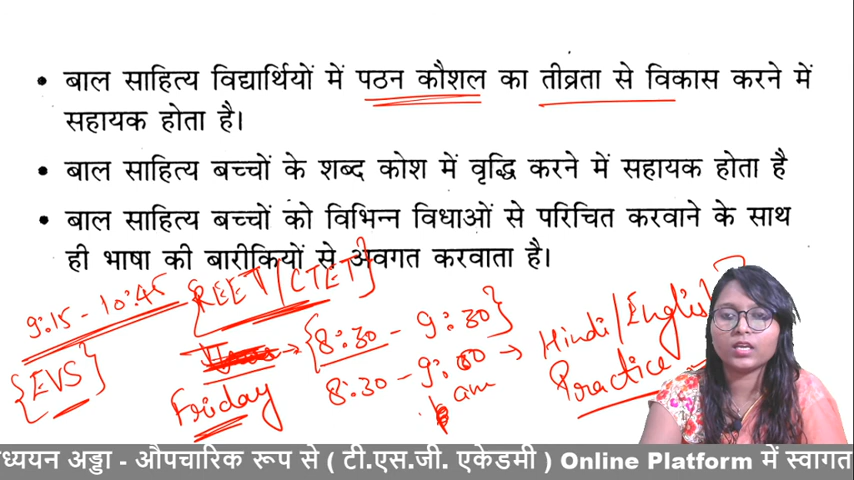 • बाल साहित्य विद्यार्थियों में पठन कौशल का तीव्रता से विकास करने में
सहायक होता है।
• बाल साहित्य बच्चों के शब्द कोश में वृद्धि करने में सहायक होता है
• बाल साहित्य बच्चों को विभिन्न विधाओं से परिचित करवाने के साथ
ही भाषा की बारीकियों से अवगत करवाता है।
9:15 - 10:45 {REET/CTET}
{EVS} → {8:30 - 9:30} → Hindi/English
Friday 8:30 - 9:00 am Practice
ध्ययन अड्डा - औपचारिक रूप से ( टी.एस.जी. एकेडमी ) Online Platform में स्वागत